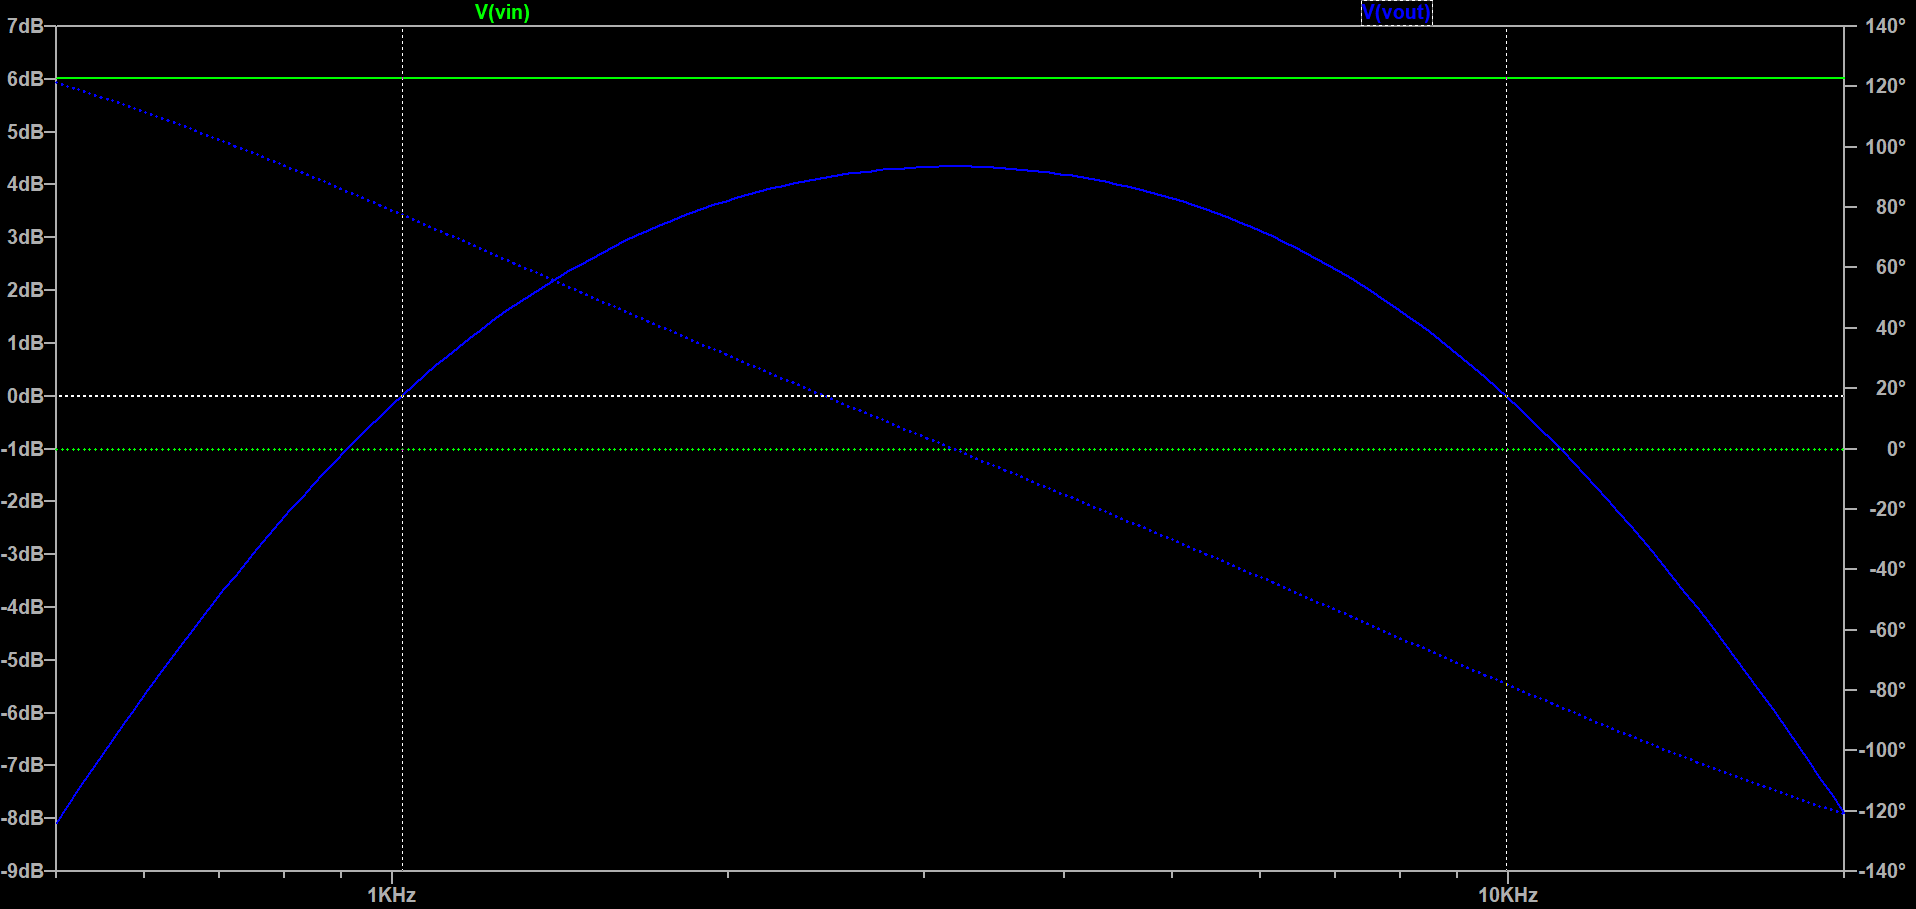 V(vin) V(vout)
7dB 140°
6dB 120°
5dB 100°
4dB 80°
3dB 60°
2dB 40°
1dB 20°
0dB 0°
-1dB -20°
-2dB -40°
-3dB -60°
-4dB -80°
-5dB -100°
-6dB -120°
-7dB -140°
-8dB
-9dB
1KHz 10KHz